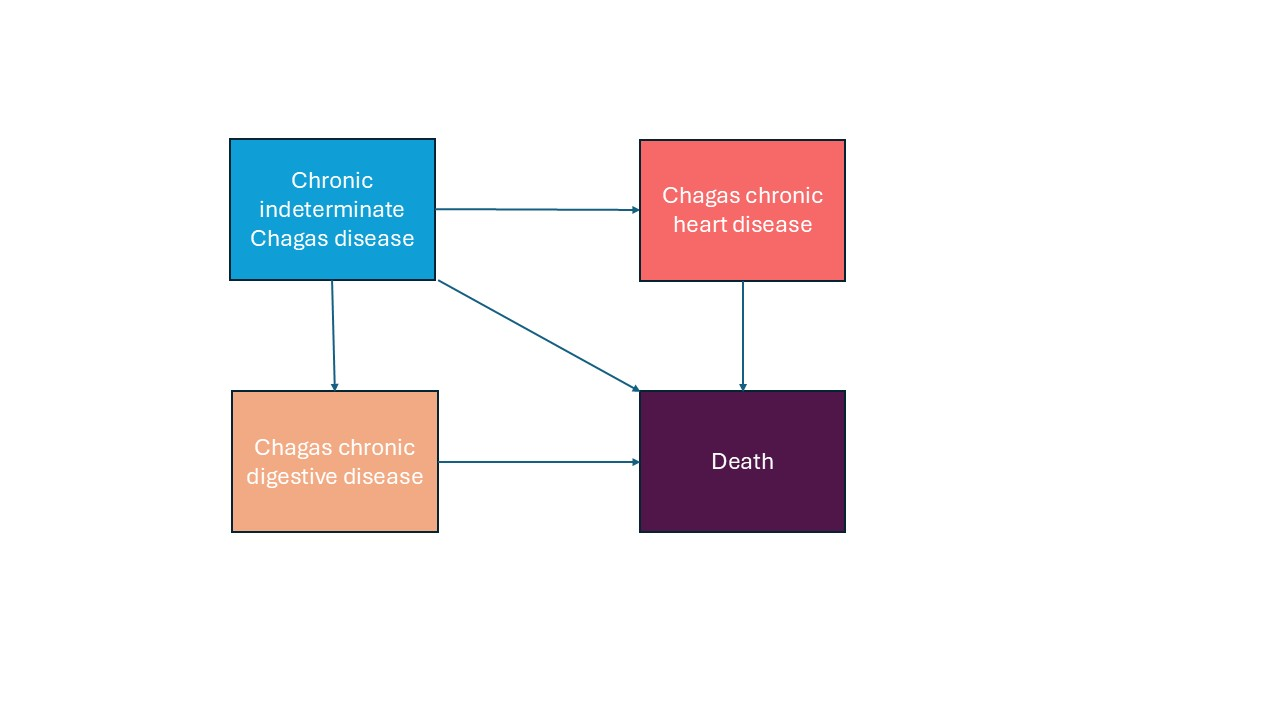 Chronic
indeterminate
Chagas disease
Chagas chronic
heart disease
Chagas chronic
digestive disease
Death